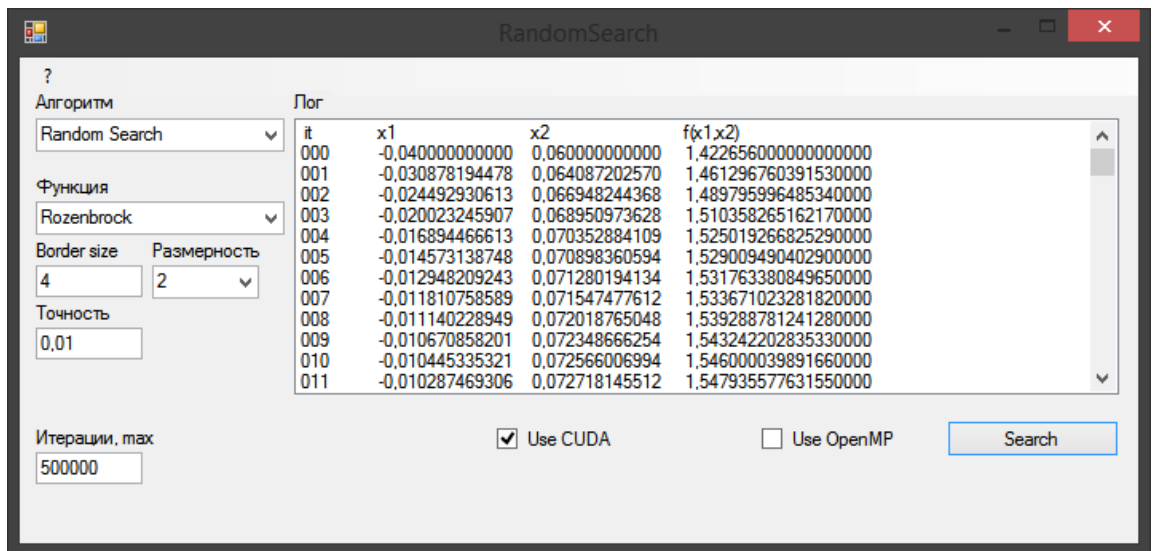 RandomSearch
?
Алгоритм
Random Search
Функция
Rozenbrock
Border size Размерность
4 2
Точность
0,01
Итерации, max
500000
Лог
it x1 x2 f(x1,x2)
000 -0,040000000000 0,060000000000 1,422656000000000000
001 -0,030878194478 0,064087202570 1,461296760391530000
002 -0,024492930613 0,066948244368 1,489795996485340000
003 -0,020023245907 0,068950973628 1,510358265162170000
004 -0,016894466613 0,070352884109 1,525019266825290000
005 -0,014573138748 0,070898360594 1,529009490402900000
006 -0,012948209243 0,071280194134 1,531763380849650000
007 -0,011810758589 0,071547477612 1,533671023281820000
008 -0,011140228949 0,072018765048 1,539288781241280000
009 -0,010670858201 0,072348666254 1,543242202835330000
010 -0,010445335321 0,072566006994 1,546000039891660000
011 -0,010287469306 0,072718145512 1,547935577631550000
Use CUDA
Use OpenMP
Search